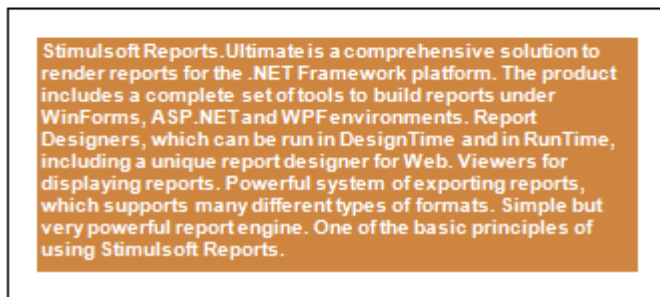 Stimulsoft Reports.Ultimate is a comprehensive solution to
render reports for the .NET Framework platform. The product
includes a complete set of tools to build reports under
WinForms, ASP.NET and WPF environments. Report
Designers, which can be run in DesignTime and in RunTime,
including a unique report designer for Web. Viewers for
displaying reports. Powerful system of exporting reports,
which supports many different types of formats. Simple but
very powerful report engine. One of the basic principles of
using Stimulsoft Reports.